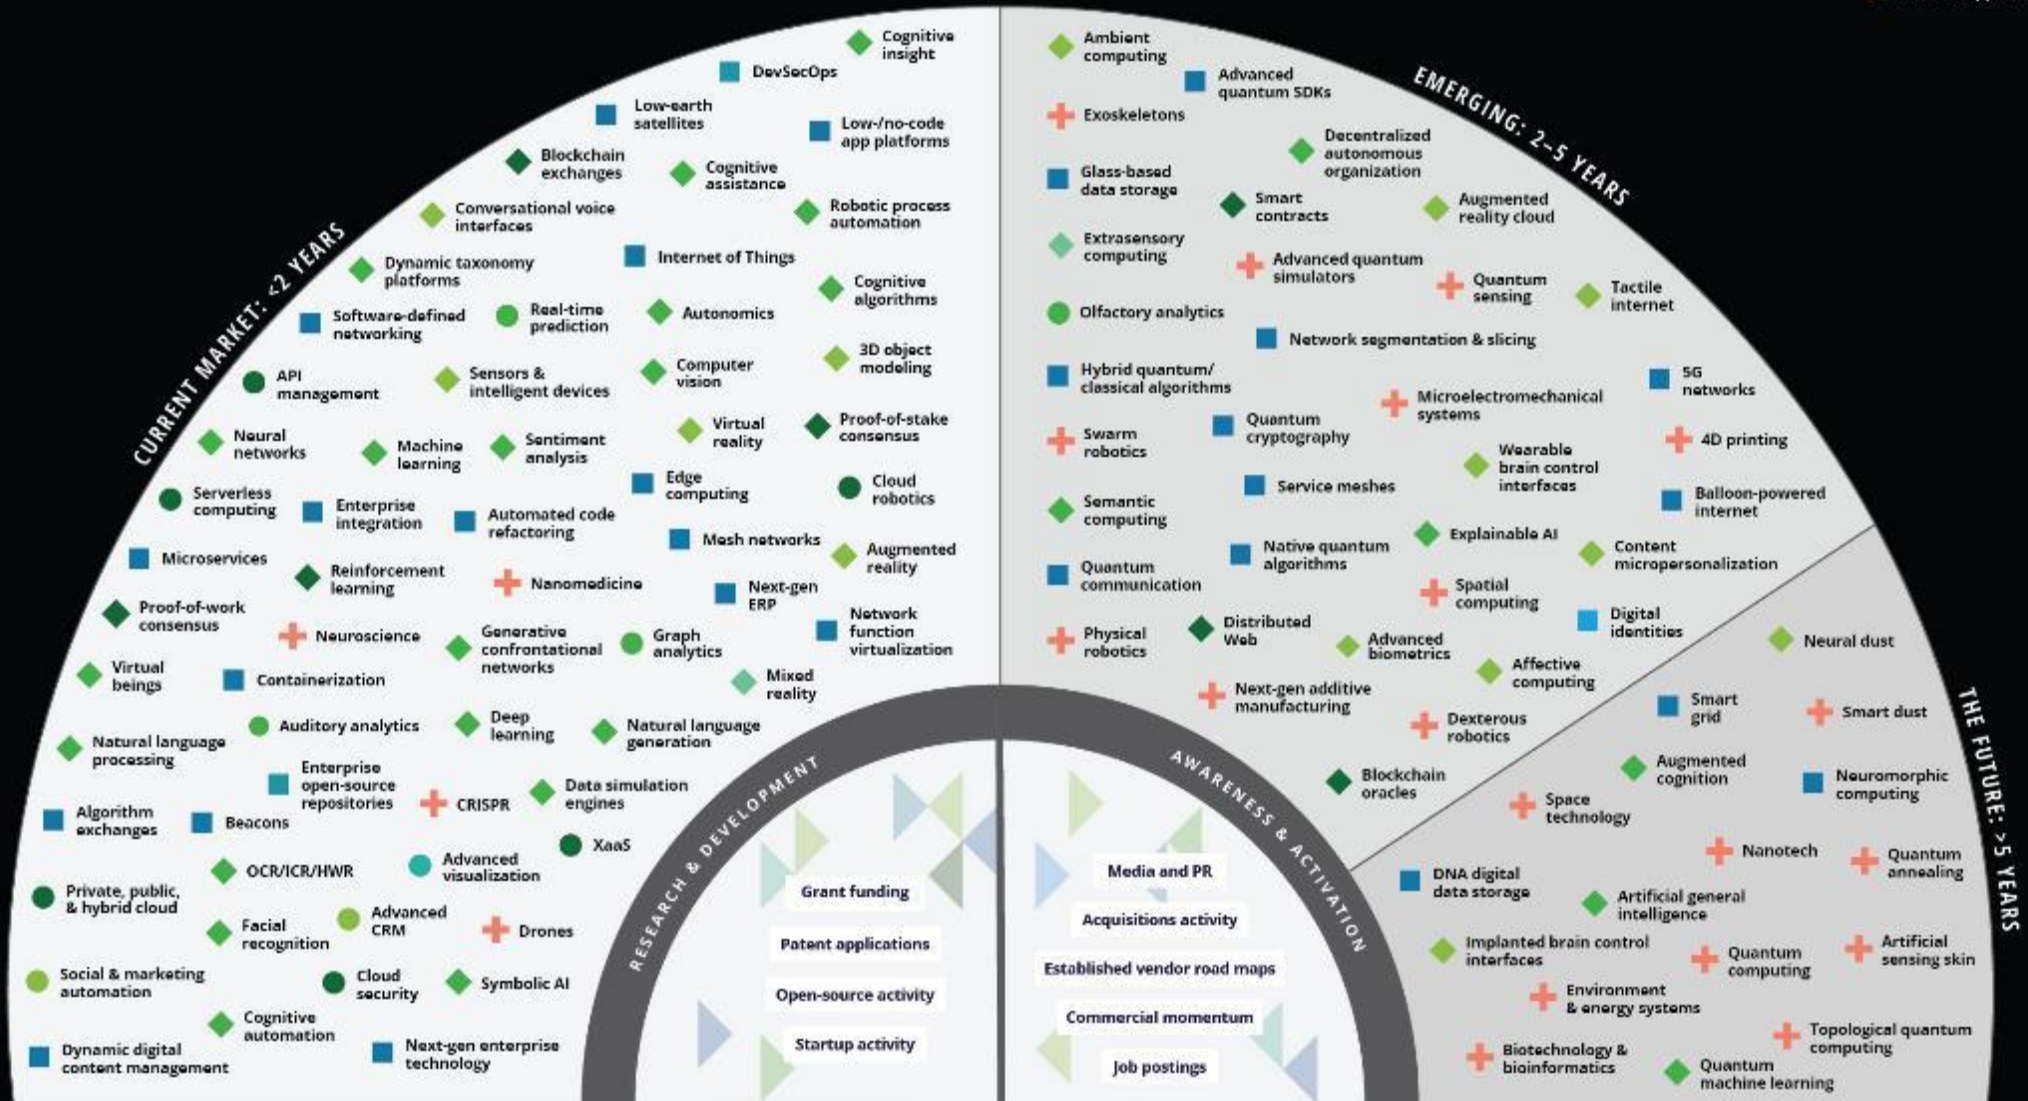 CURRENT MARKET: <2 YEARS
Cognitive
insight
DevSecOps
Low-earth
satellites
Low-/no-code
app platforms
Blockchain
exchanges
Cognitive
assistance
Conversational voice
interfaces
Robotic process
automation
Internet of Things
Dynamic taxonomy
platforms
Cognitive
algorithms
Software-defined
networking
Real-time
prediction
Autonomics
3D object
modeling
API
management
Sensors &
intelligent devices
Computer
vision
Virtual
reality
Proof-of-stake
consensus
Neural
networks
Machine
learning
Sentiment
analysis
Edge
computing
Cloud
robotics
Serverless
computing
Enterprise
integration
Automated code
refactoring
Mesh networks
Augmented
reality
Microservices
Reinforcement
learning
Nanomedicine
Next-gen
ERP
Proof-of-work
consensus
Neuroscience
Generative
confrontational
networks
Graph
analytics
Network
function
virtualization
Virtual
beings
Containerization
Mixed
reality
Auditory analytics
Deep
learning
Natural language
generation
Natural language
processing
Enterprise
open-source
repositories
CRISPR
Data simulation
engines
Algorithm
exchanges
Beacons
XaaS
OCR/ICR/HWR
Advanced
visualization
Private, public,
& hybrid cloud
Facial
recognition
Advanced
CRM
Drones
Social & marketing
automation
Cloud
security
Symbolic AI
Cognitive
automation
Dynamic digital
content management
Next-gen enterprise
technology
EMERGING: 2–5 YEARS
Ambient
computing
Advanced
quantum SDKs
Exoskeletons
Decentralized
autonomous
organization
Glass-based
data storage
Smart
contracts
Augmented
reality cloud
Extrasensory
computing
Advanced quantum
simulators
Quantum
sensing
Tactile
internet
Olfactory analytics
Network segmentation & slicing
Hybrid quantum/
classical algorithms
Microelectromechanical
systems
5G
networks
Swarm
robotics
Quantum
cryptography
4D printing
Wearable
brain control
interfaces
Service meshes
Balloon-powered
internet
Semantic
computing
Explainable AI
Native quantum
algorithms
Content
micropersonalization
Quantum
communication
Spatial
computing
Digital
identities
Physical
robotics
Distributed
Web
Advanced
biometrics
Affective
computing
Next-gen additive
manufacturing
Dexterous
robotics
Blockchain
oracles
THE FUTURE: >5 YEARS
Neural dust
Smart
grid
Smart dust
Augmented
cognition
Neuromorphic
computing
Space
technology
Nanotech
Quantum
annealing
DNA digital
data storage
Artificial general
intelligence
Implanted brain control
interfaces
Quantum
computing
Artificial
sensing skin
Environment
& energy systems
Topological quantum
computing
Biotechnology &
bioinformatics
Quantum
machine learning
RESEARCH & DEVELOPMENT
Grant funding
Patent applications
Open-source activity
Startup activity
AWARENESS & ACTIVATION
Media and PR
Acquisitions activity
Established vendor road maps
Commercial momentum
Job postings